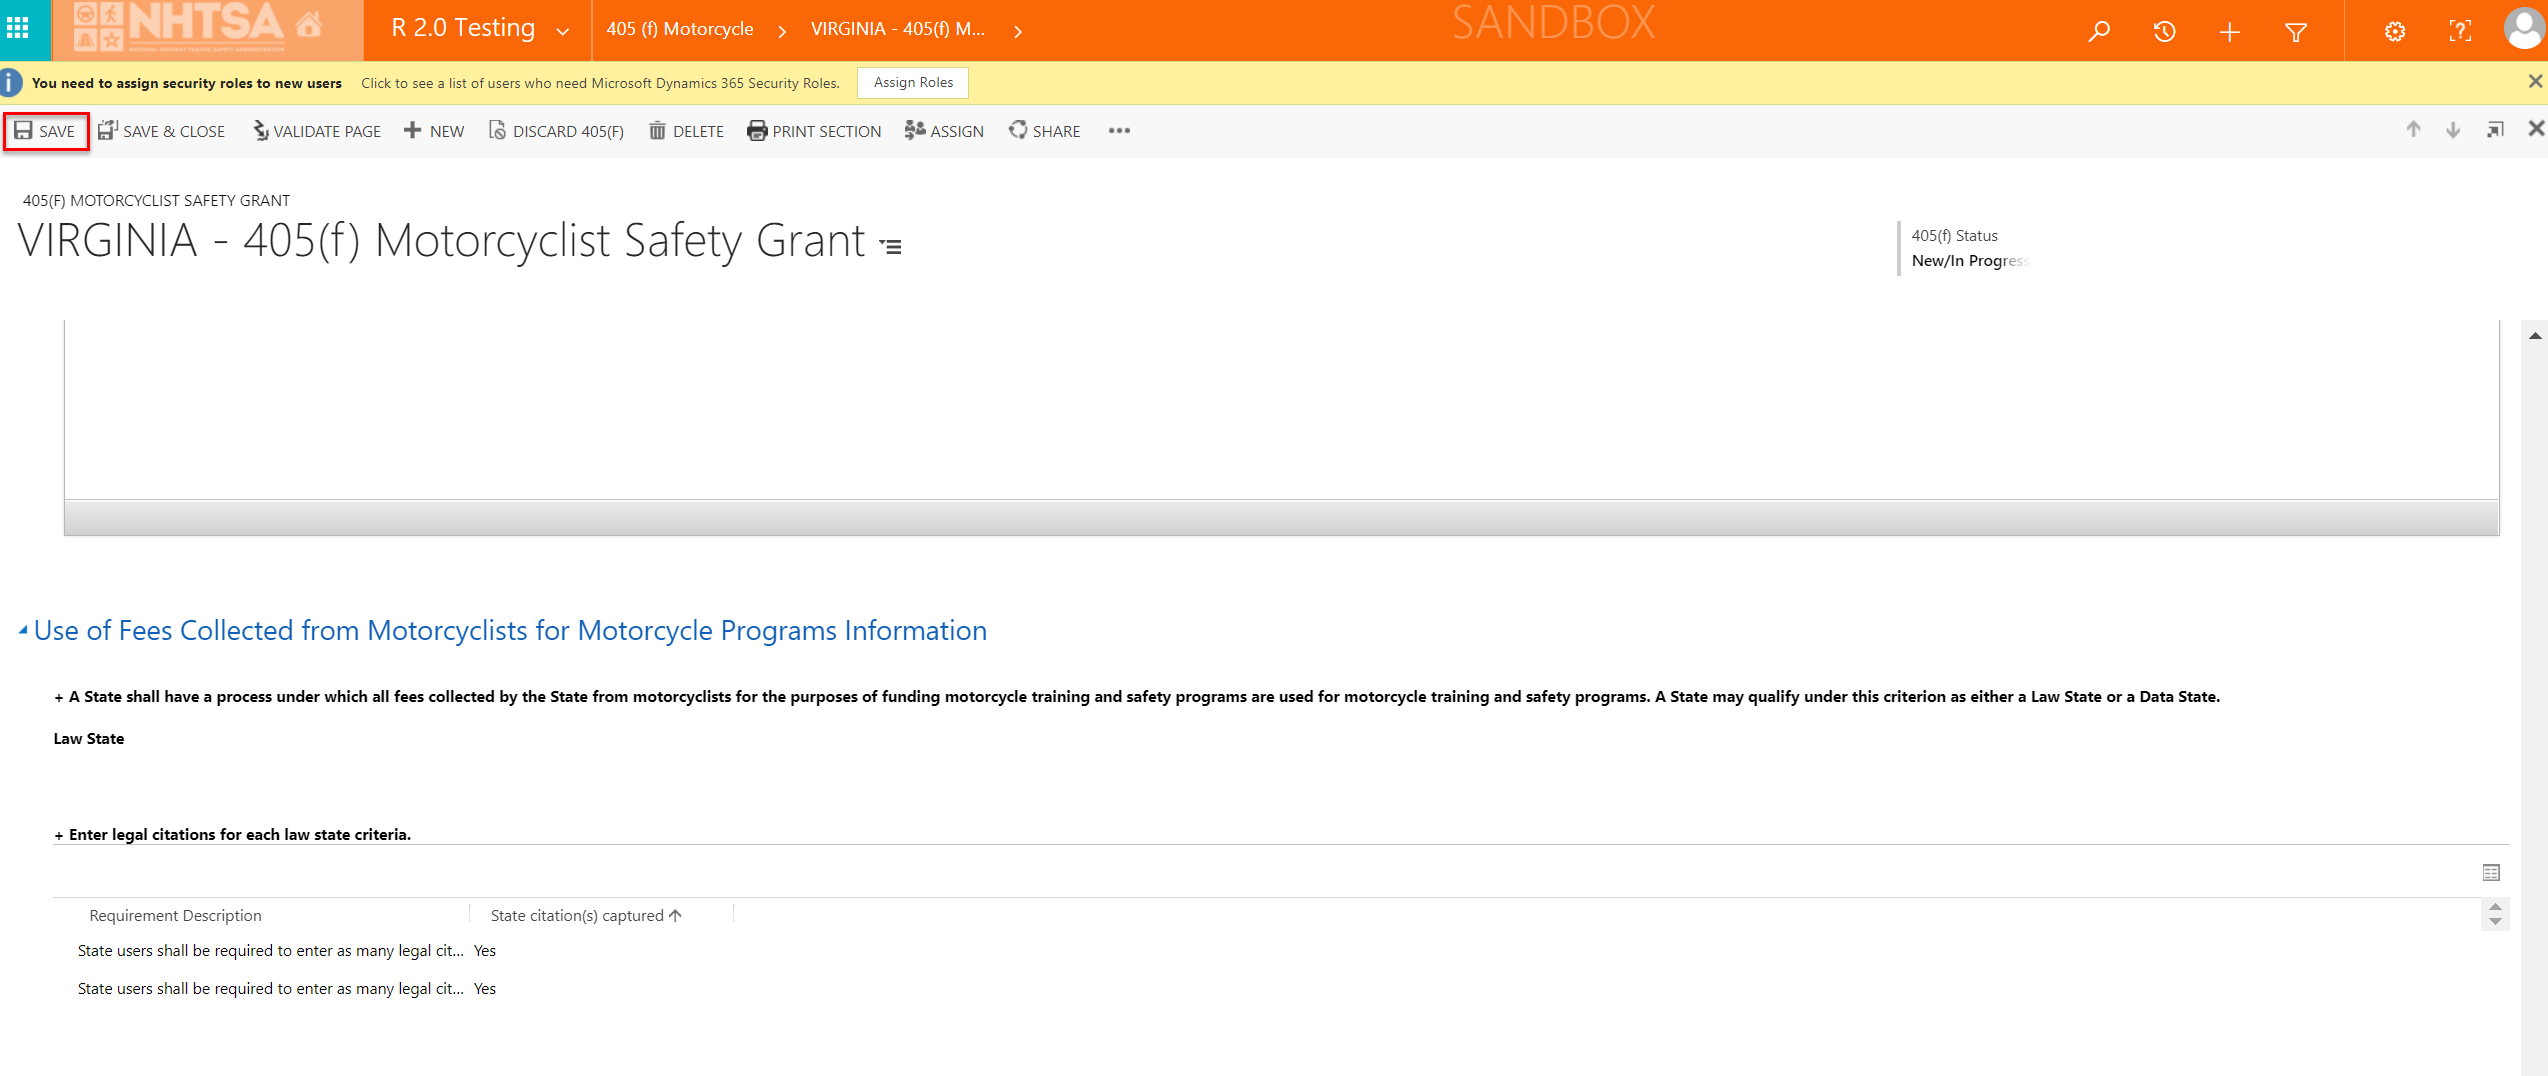 NHTSA
NATIONAL HIGHWAY TRAFFIC SAFETY ADMINISTRATION
R 2.0 Testing
405 (f) Motorcycle
VIRGINIA - 405(f) M...
SANDBOX
You need to assign security roles to new users Click to see a list of users who need Microsoft Dynamics 365 Security Roles. Assign Roles
SAVE SAVE & CLOSE VALIDATE PAGE NEW DISCARD 405(F) DELETE PRINT SECTION ASSIGN SHARE
405(F) MOTORCYCLIST SAFETY GRANT
VIRGINIA - 405(f) Motorcyclist Safety Grant
405(f) Status
New/In Progress
Use of Fees Collected from Motorcyclists for Motorcycle Programs Information
+ A State shall have a process under which all fees collected by the State from motorcyclists for the purposes of funding motorcycle training and safety programs are used for motorcycle training and safety programs. A State may qualify under this criterion as either a Law State or a Data State.
Law State
+ Enter legal citations for each law state criteria.
Requirement Description State citation(s) captured
State users shall be required to enter as many legal cit... Yes
State users shall be required to enter as many legal cit... Yes